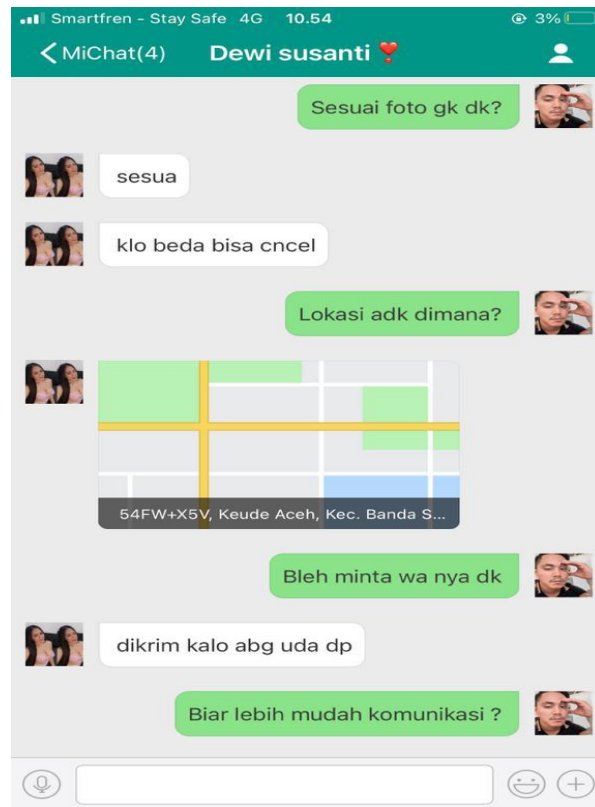 Smartfren - Stay Safe 4G 10.54 3%
MiChat(4) Dewi susanti
Sesuai foto gk dk?
sesua
klo beda bisa cncel
Lokasi adk dimana?
54FW+X5V, Keude Aceh, Kec. Banda S...
Bleh minta wa nya dk
dikrim kalo abg uda dp
Biar lebih mudah komunikasi ?